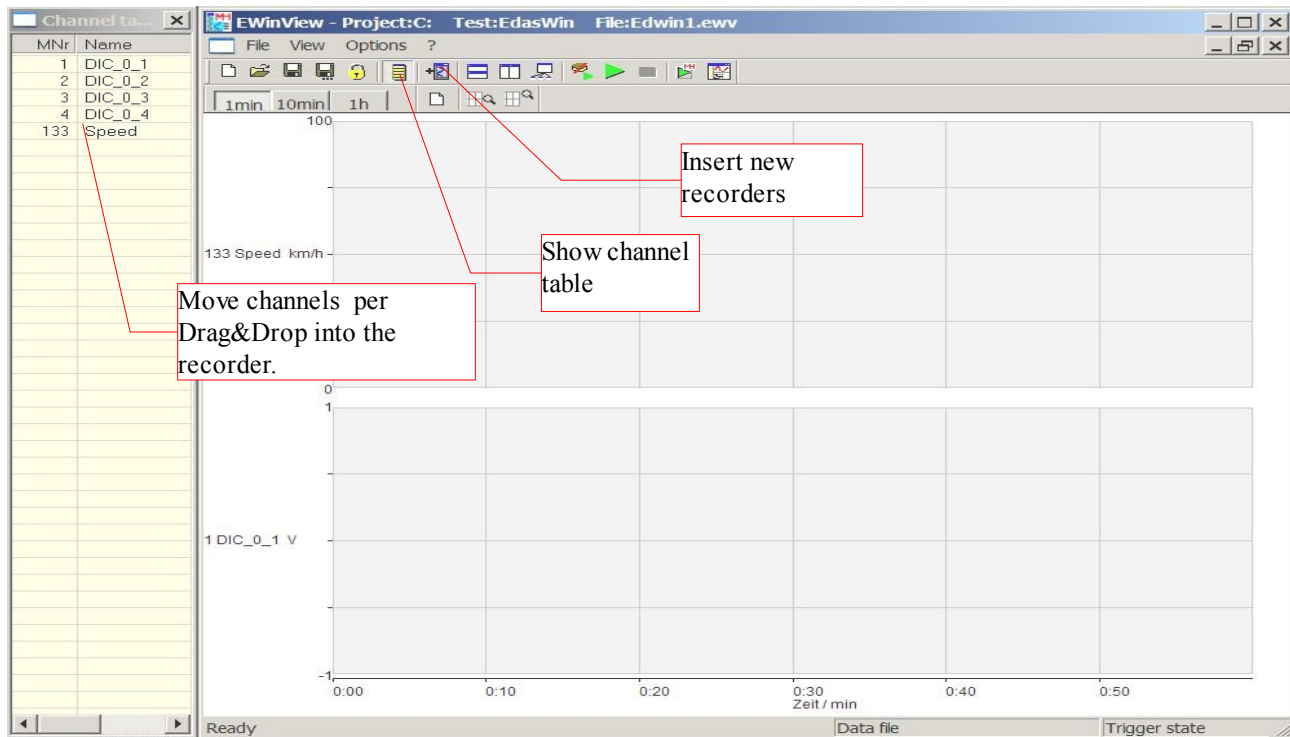 Channel ta...
MNr Name
1 DIC_0_1
2 DIC_0_2
3 DIC_0_3
4 DIC_0_4
133 Speed
EWinView - Project:C: Test:EdasWin File:Edwin1.ewv
File View Options ?
1min 10min 1h
100
133 Speed km/h
0
Insert new
recorders
Show channel
table
Move channels per
Drag&Drop into the
recorder.
1
1 DIC_0_1 V
-1
0:00 0:10 0:20 0:30 0:40 0:50
Zeit / min
Ready Data file Trigger state